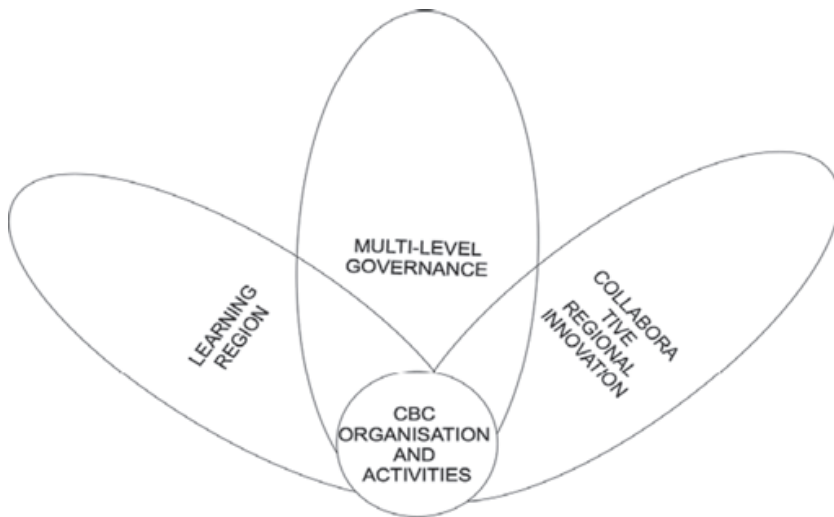 MULTI-LEVEL
GOVERNANCE
LEARNING
REGION
COLLABORA
TIVE
REGIONAL
INNOVATION
CBC
ORGANISATION
AND
ACTIVITIES